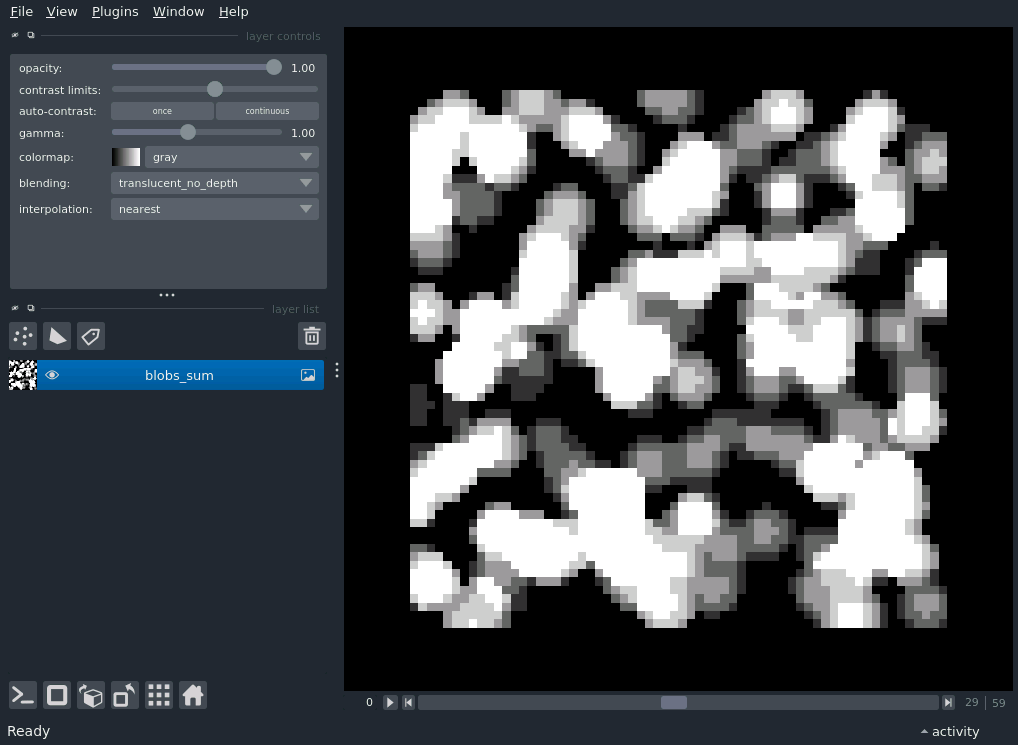 File View Plugins Window Help
layer controls
opacity: 1.00
contrast limits:
auto-contrast: once continuous
gamma: 1.00
colormap: gray
blending: translucent_no_depth
interpolation: nearest
layer list
blobs_sum
0 29 59
Ready activity